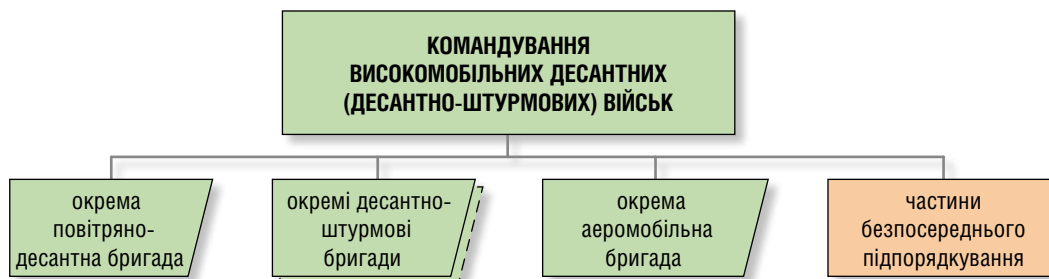 КОМАНДУВАННЯ
ВИСОКОМОБІЛЬНИХ ДЕСАНТНИХ
(ДЕСАНТНО-ШТУРМОВИХ) ВІЙСЬК
окрема
повітряно-
десантна бригада
окремі десантно-
штурмові
бригади
окрема
аеромобільна
бригада
частини
безпосереднього
підпорядкування